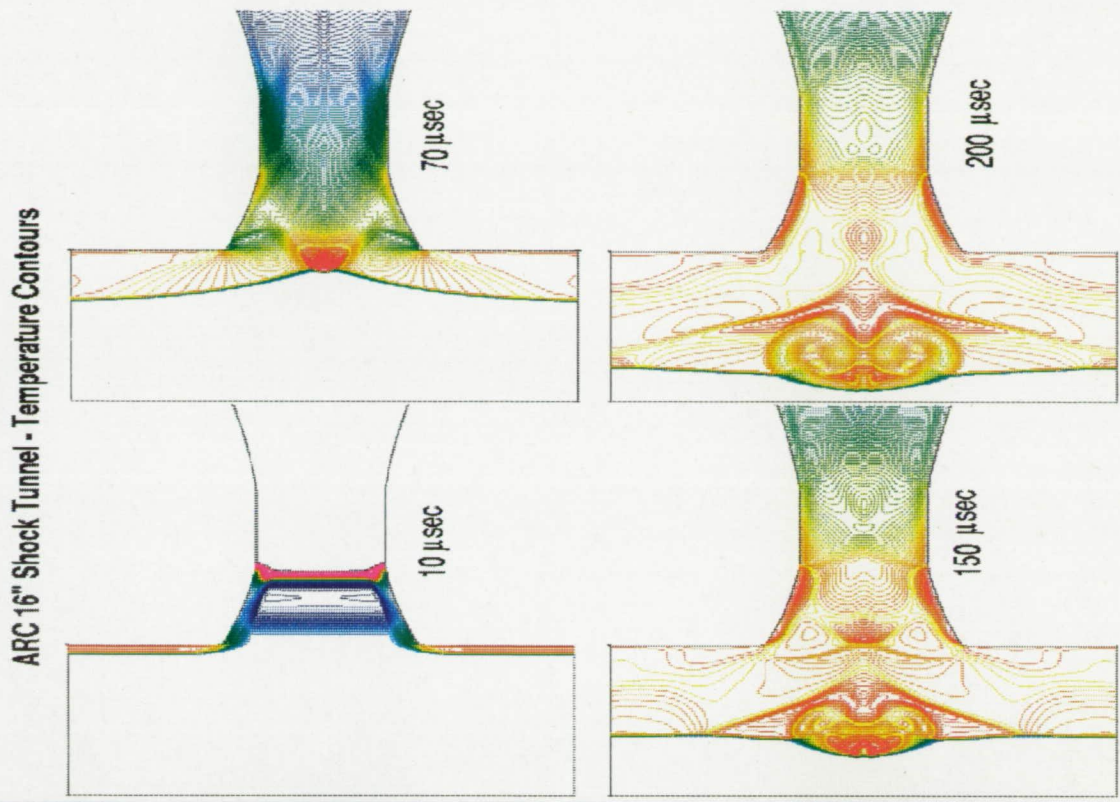 ARC 16" Shock Tunnel - Temperature Contours
10 µsec
70 µsec
150 µsec
200 µsec